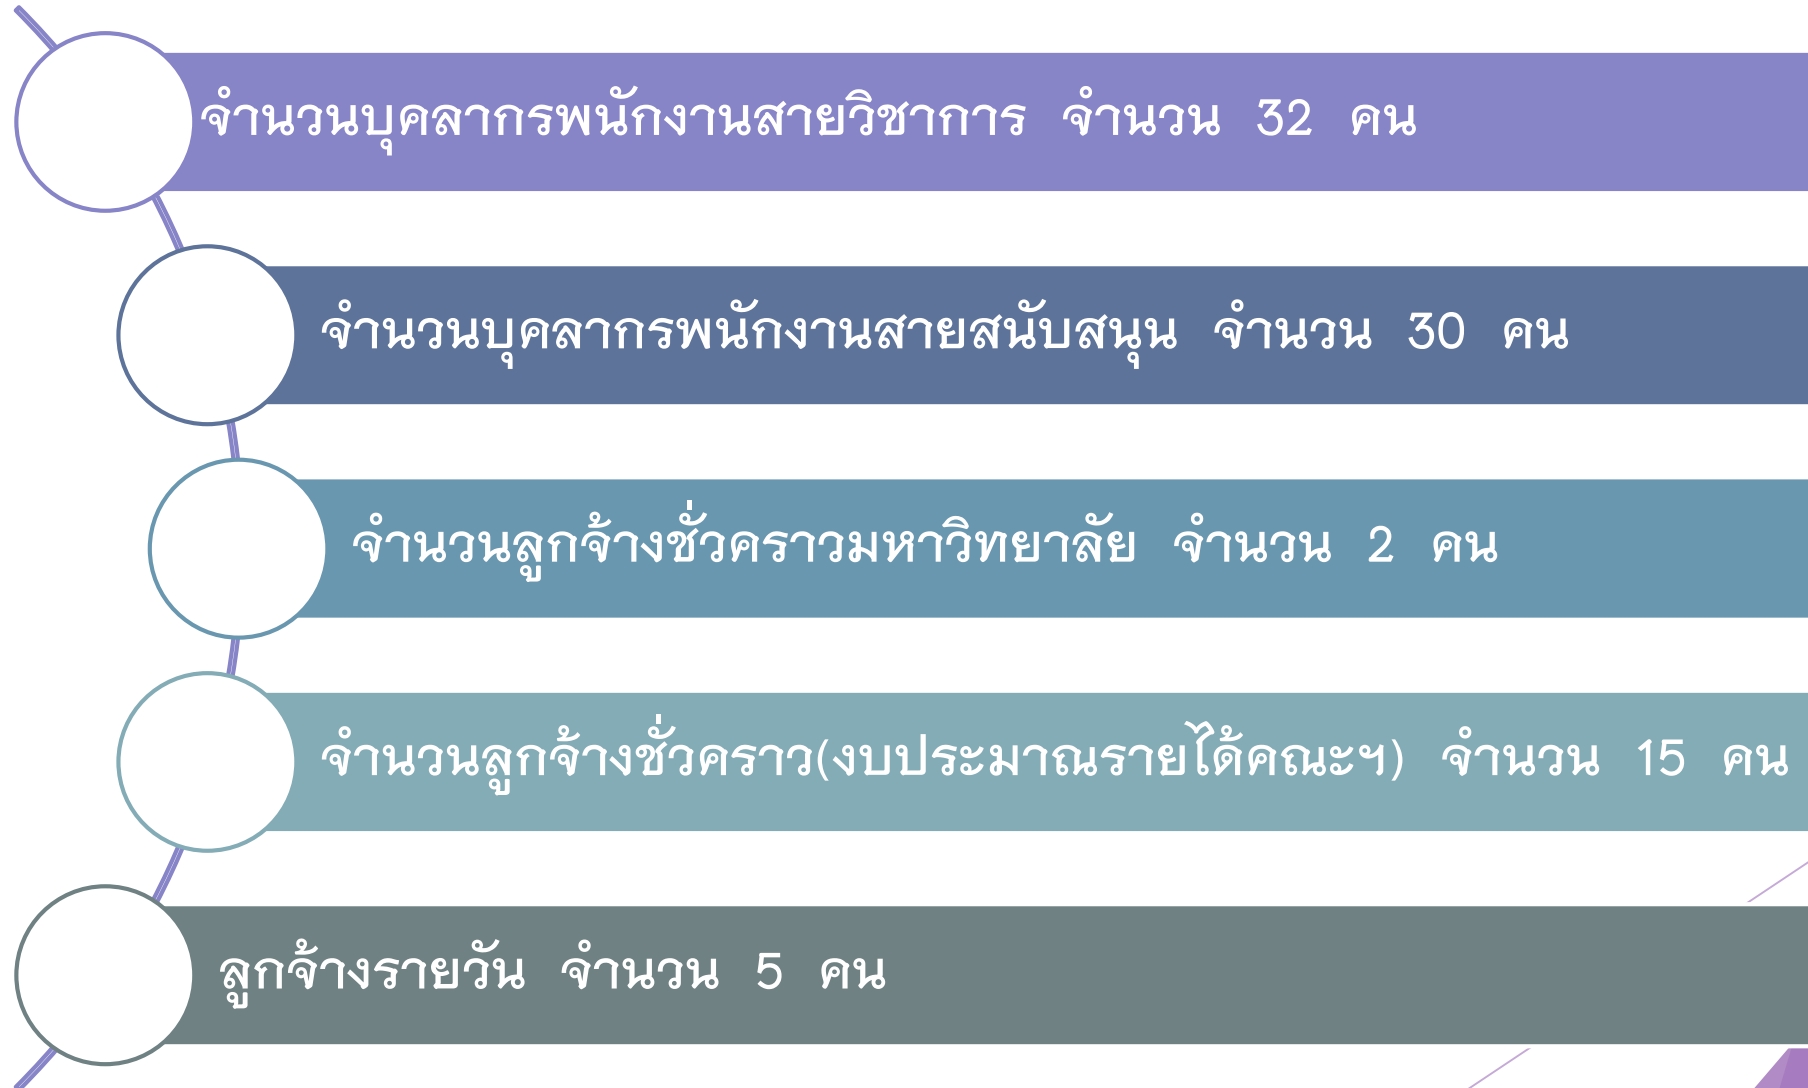 จำนวนบุคลากรพนักงานสายวิชาการ จำนวน 32 คน
จำนวนบุคลากรพนักงานสายสนับสนุน จำนวน 30 คน
จำนวนลูกจ้างชั่วคราวมหาวิทยาลัย จำนวน 2 คน
จำนวนลูกจ้างชั่วคราว(งบประมาณรายได้คณะฯ) จำนวน 15 คน
ลูกจ้างรายวัน จำนวน 5 คน